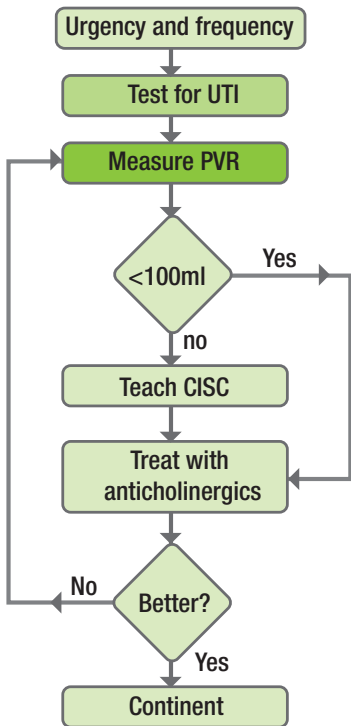 Urgency and frequency
Test for UTI
Measure PVR
<100ml
Yes
no
Teach CISC
Treat with
anticholinergics
No
Better?
Yes
Continent